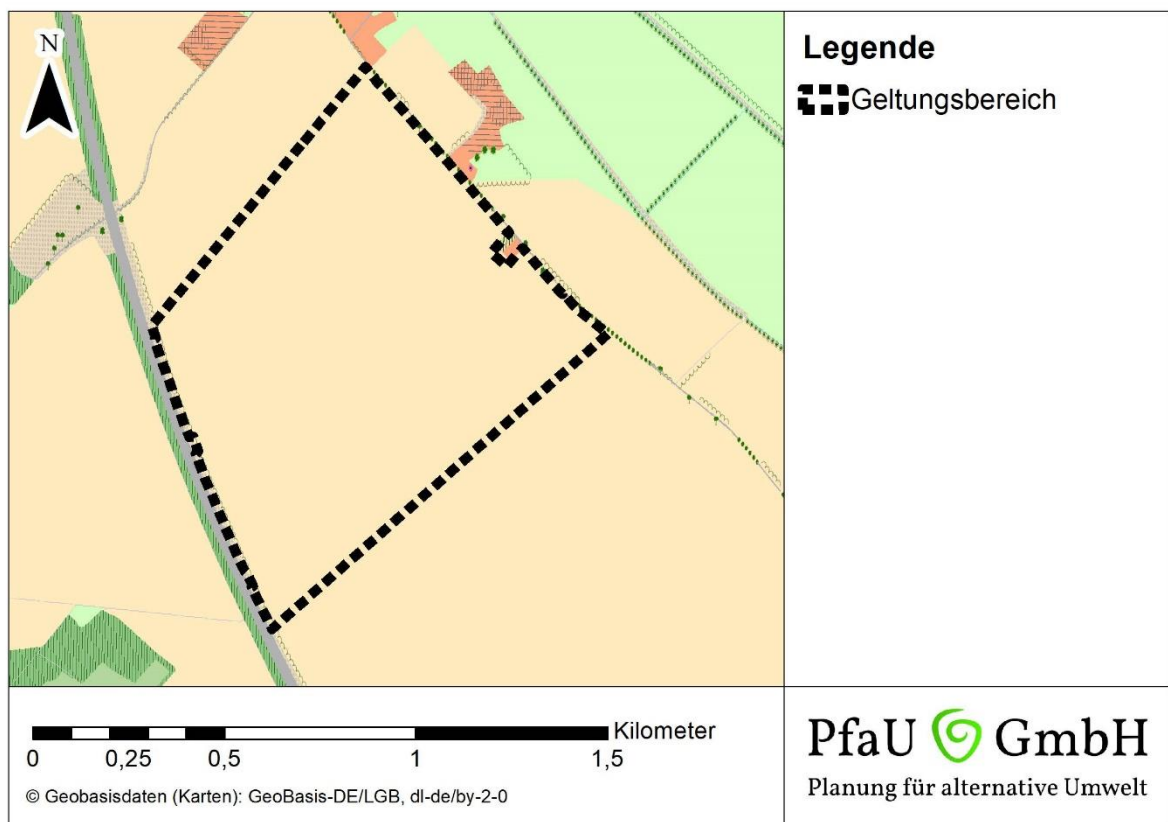 N
Legende
Geltungsbereich
Kilometer
0 0,25 0,5 1 1,5
© Geobasisdaten (Karten): GeoBasis-DE/LGB, dl-de/by-2-0
PfaU GmbH
Planung für alternative Umwelt